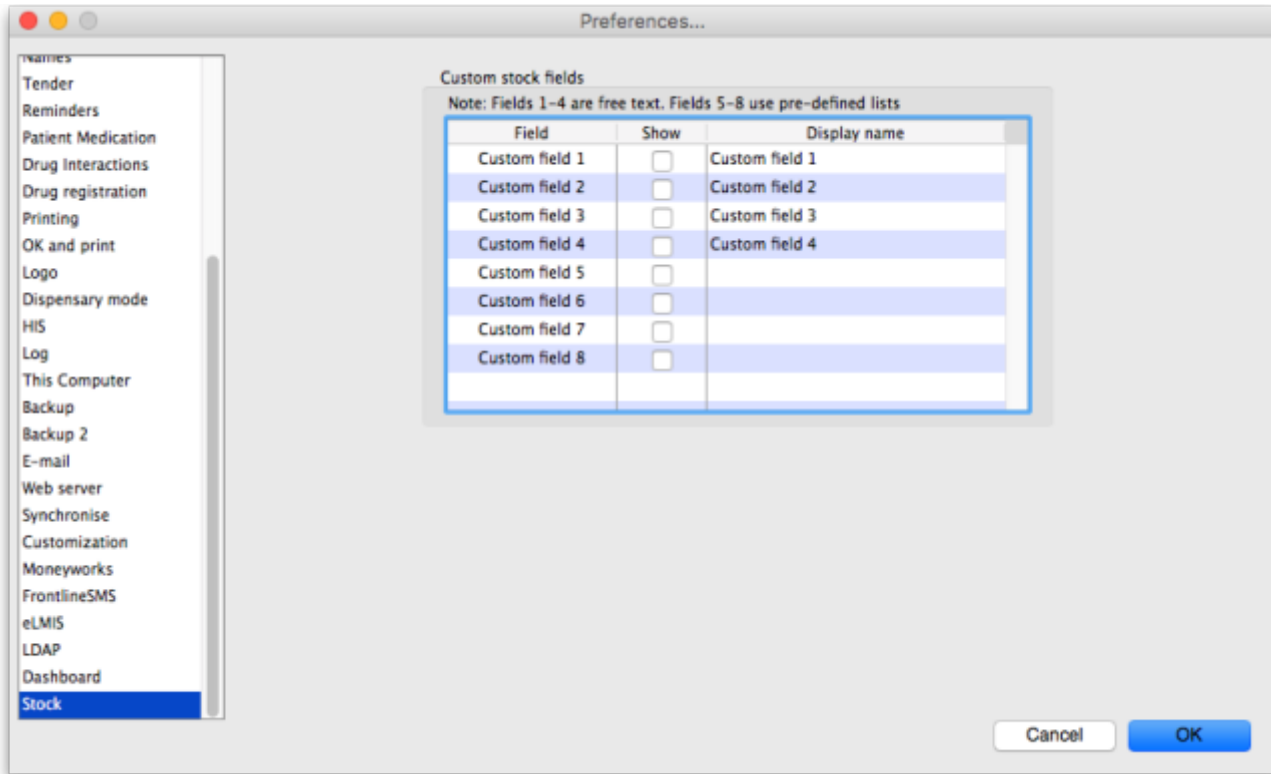 Preferences...
Names
Tender
Reminders
Patient Medication
Drug Interactions
Drug registration
Printing
OK and print
Logo
Dispensary mode
HIS
Log
This Computer
Backup
Backup 2
E-mail
Web server
Synchronise
Customization
Moneyworks
FrontlineSMS
eLMIS
LDAP
Dashboard
Stock
Custom stock fields
Note: Fields 1-4 are free text. Fields 5-8 use pre-defined lists
Field Show Display name
Custom field 1 Custom field 1
Custom field 2 Custom field 2
Custom field 3 Custom field 3
Custom field 4 Custom field 4
Custom field 5
Custom field 6
Custom field 7
Custom field 8
Cancel OK